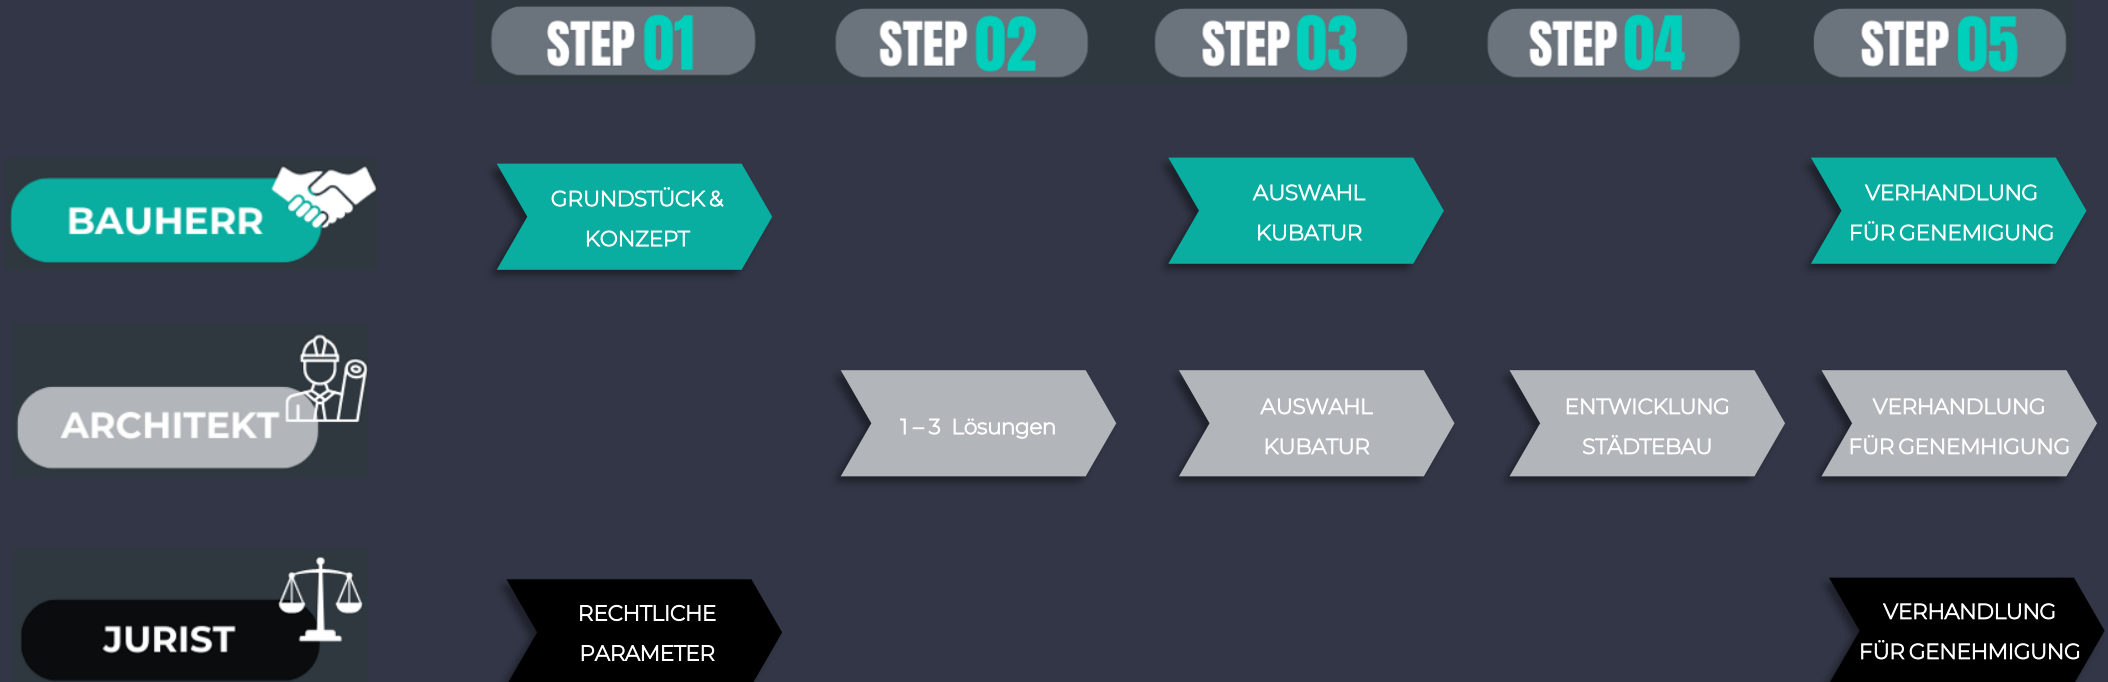 STEP 01
STEP 02
STEP 03
STEP 04
STEP 05
BAUHERR
GRUNDSTÜCK &
KONZEPT
AUSWAHL
KUBATUR
VERHANDLUNG
FÜR GENEMIGUNG
ARCHITEKT
1 – 3 Lösungen
AUSWAHL
KUBATUR
ENTWICKLUNG
STÄDTEBAU
VERHANDLUNG
FÜR GENEMHIGUNG
JURIST
RECHTLICHE
PARAMETER
VERHANDLUNG
FÜR GENEHMIGUNG